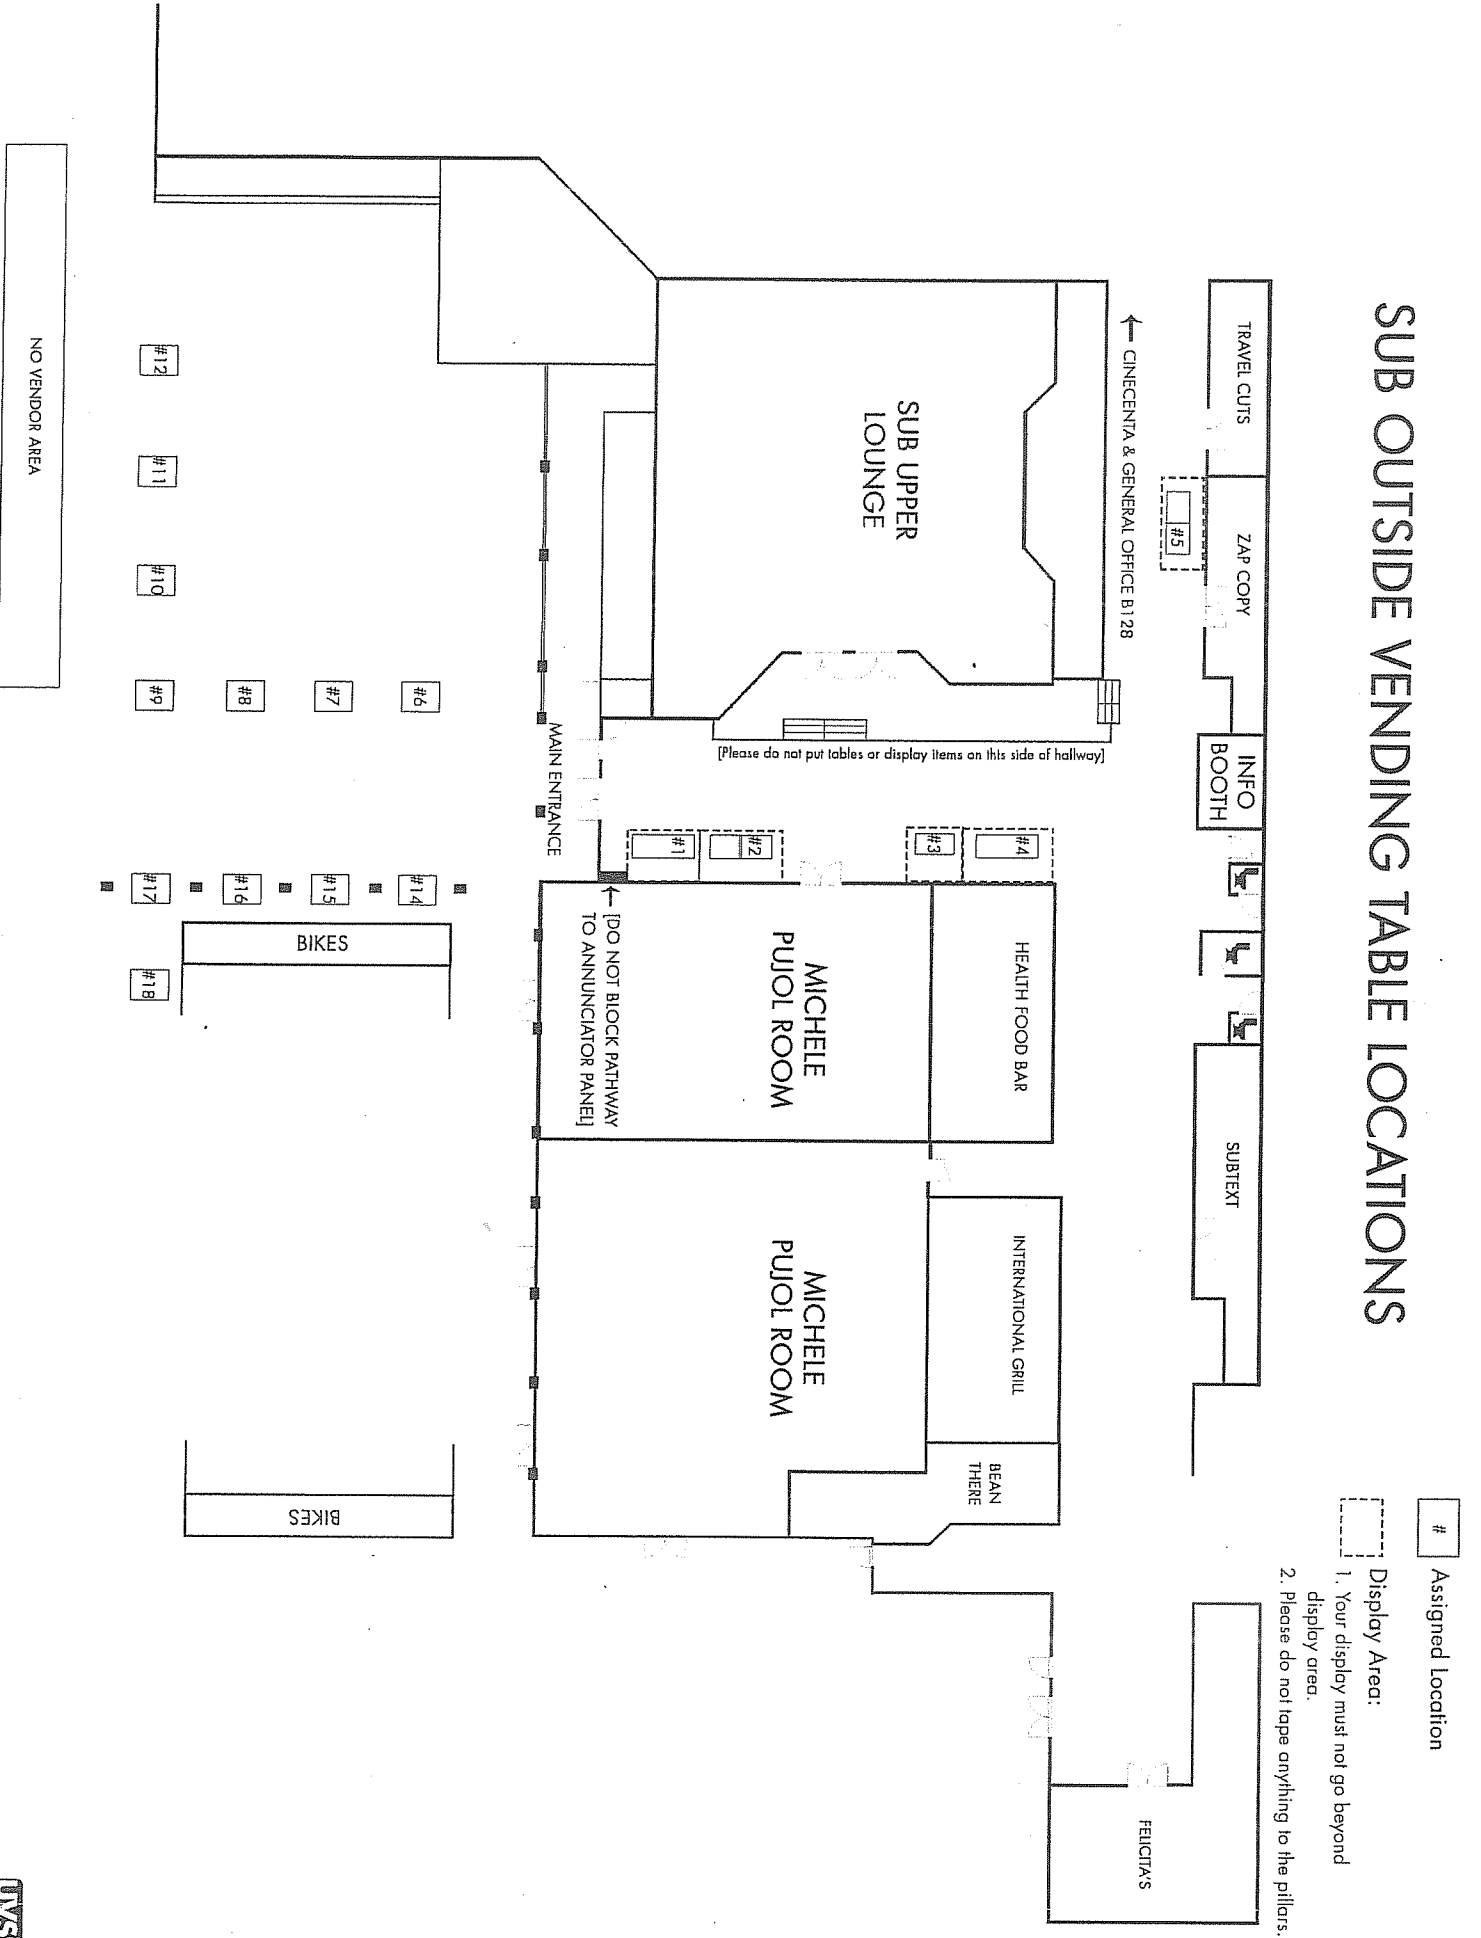 SUB OUTSIDE VENDING TABLE LOCATIONS
# Assigned Location
Display Area:
1. Your display must not go beyond
display area.
2. Please do not tape anything to the pillars.
TRAVEL CUTS
ZAP COPY
INFO
BOOTH
SUBTEXT
FELICITA'S
#5
← CINECENTA & GENERAL OFFICE B128
SUB UPPER
LOUNGE
[Please do not put tables or display items on this side of hallway]
#4
#3
#2
#1
HEALTH FOOD BAR
INTERNATIONAL GRILL
BEAN
THERE
MICHELE
PUJOL ROOM
MICHELE
PUJOL ROOM
← [DO NOT BLOCK PATHWAY
TO ANNUNCIATOR PANEL]
MAIN ENTRANCE
#6
#7
#8
#9
#10
#11
#12
#14
#15
#16
#17
#18
BIKES
BIKES
NO VENDOR AREA
UVS